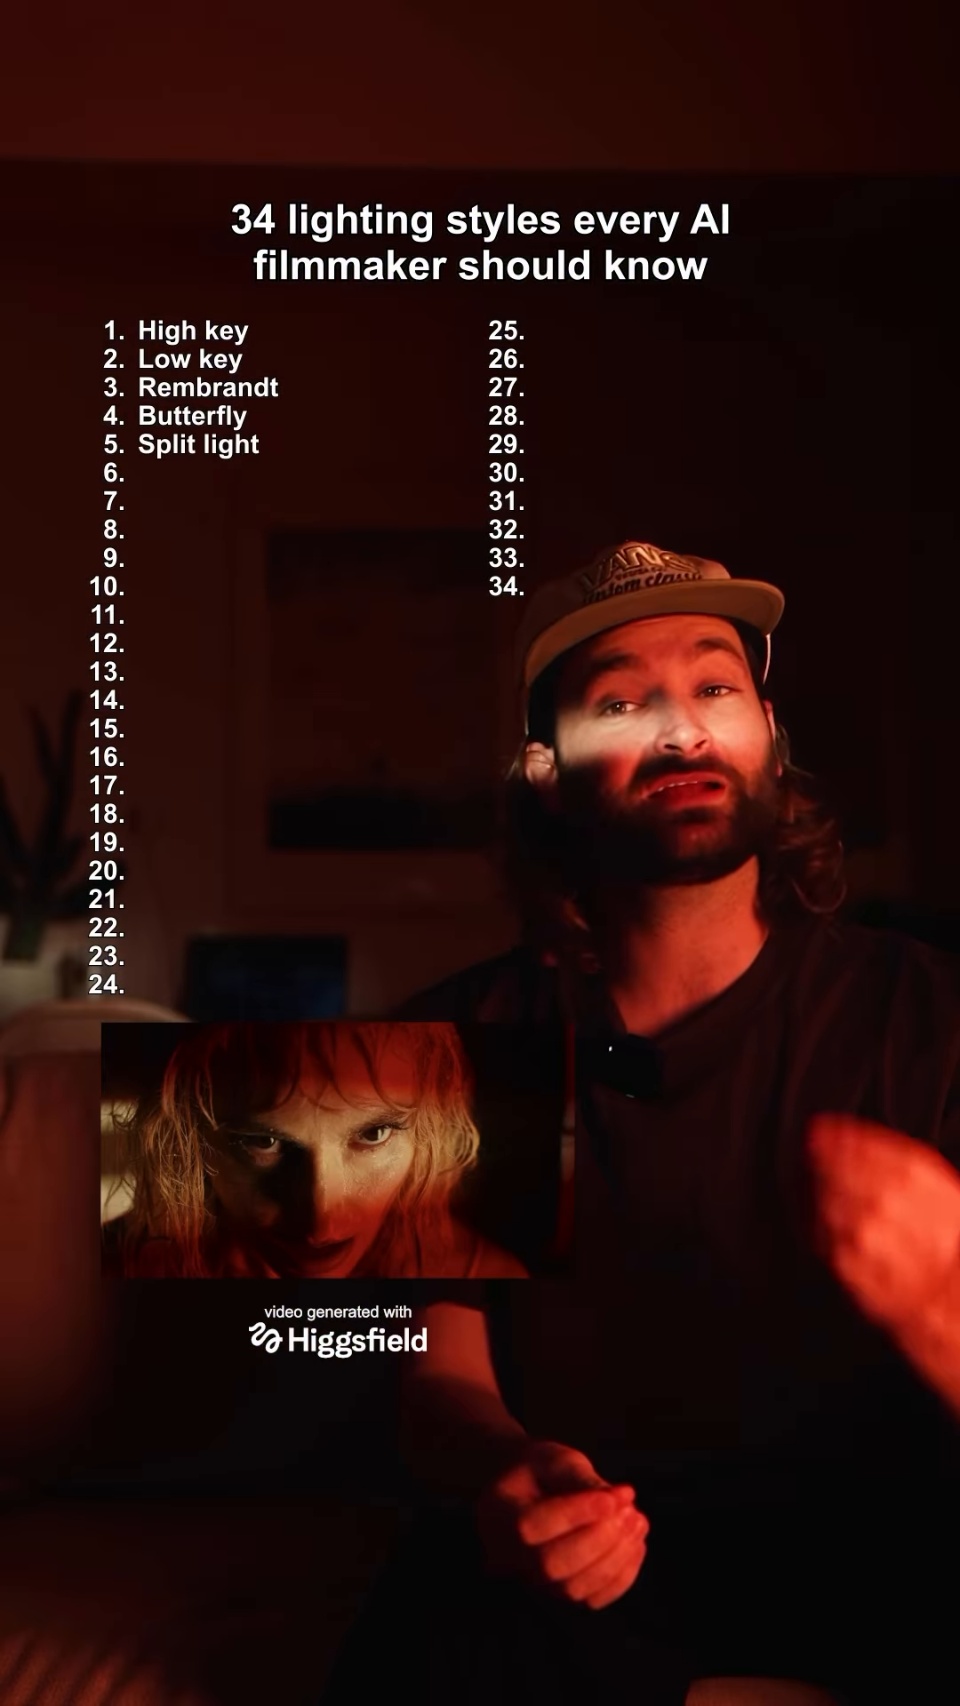 34 lighting styles every AI
filmmaker should know
1. High key
2. Low key
3. Rembrandt
4. Butterfly
5. Split light
6.
7.
8.
9.
10.
11.
12.
13.
14.
15.
16.
17.
18.
19.
20.
21.
22.
23.
24.
25.
26.
27.
28.
29.
30.
31.
32.
33.
34.
VANS
custom classic
video generated with
Higgsfield